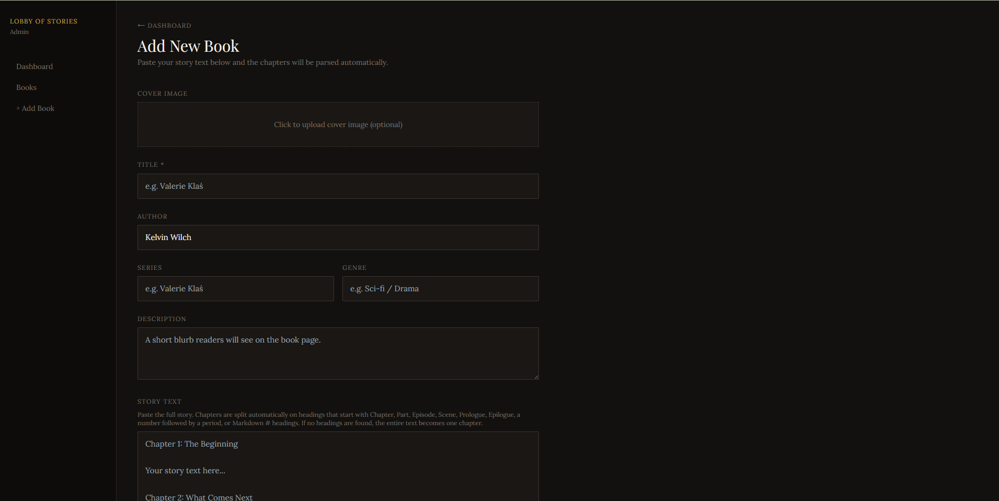 LOBBY OF STORIES
Admin
Dashboard
Books
+ Add Book
← DASHBOARD
Add New Book
Paste your story text below and the chapters will be parsed automatically.
COVER IMAGE
Click to upload cover image (optional)
TITLE *
e.g. Valerie Klaś
AUTHOR
Kelvin Wilch
SERIES
e.g. Valerie Klaś
GENRE
e.g. Sci-fi / Drama
DESCRIPTION
A short blurb readers will see on the book page.
STORY TEXT
Paste the full story. Chapters are split automatically on headings that start with Chapter, Part, Episode, Scene, Prologue, Epilogue, a
number followed by a period, or Markdown # headings. If no headings are found, the entire text becomes one chapter.
Chapter 1: The Beginning
Your story text here...
Chapter 2: What Comes Next